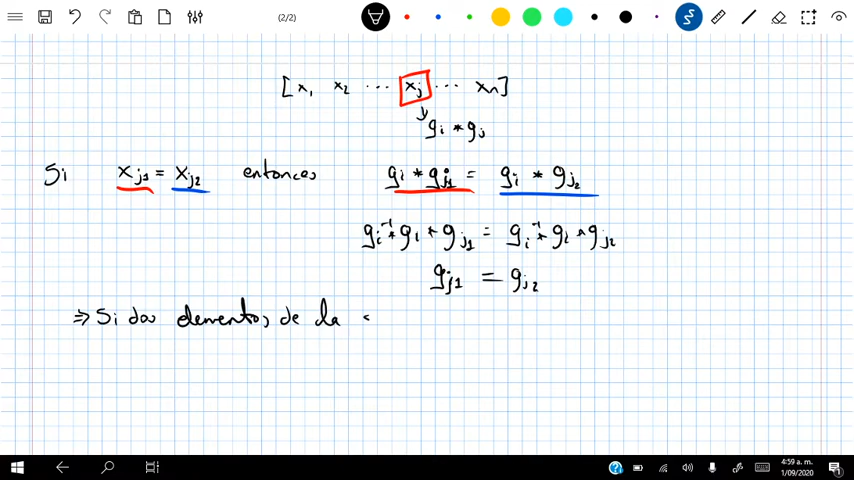 (2/2)
[x₁ x₂ ... xⱼ ... xₙ]
gᵢ * gⱼ
Si xⱼ₁ = xⱼ₂ entonces gᵢ * gⱼ₁ = gᵢ * gⱼ₂
gᵢ⁻¹ * gᵢ * gⱼ₁ = gᵢ⁻¹ * gᵢ * gⱼ₂
gⱼ₁ = gⱼ₂
⇒ Si dos elementos de la
4:59 a. m.
1/09/2020